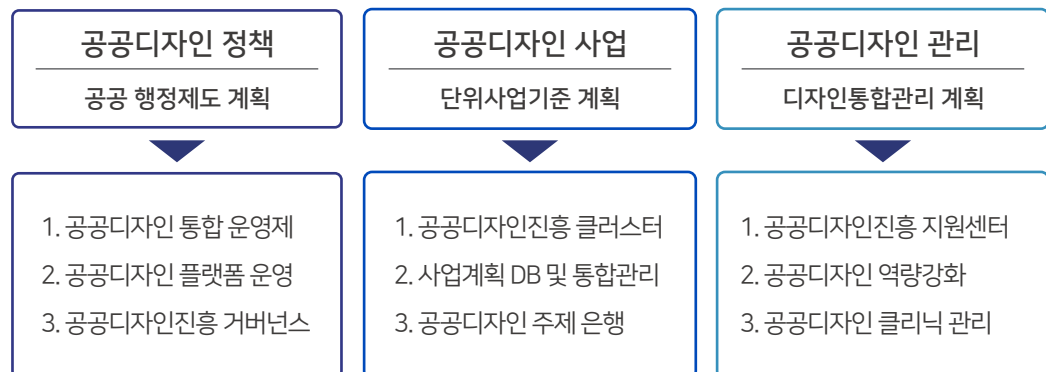 공공디자인 정책
공공 행정제도 계획
1. 공공디자인 통합 운영제
2. 공공디자인 플랫폼 운영
3. 공공디자인진흥 거버넌스
공공디자인 사업
단위사업기준 계획
1. 공공디자인진흥 클러스터
2. 사업계획 DB 및 통합관리
3. 공공디자인 주제 은행
공공디자인 관리
디자인통합관리 계획
1. 공공디자인진흥 지원센터
2. 공공디자인 역량강화
3. 공공디자인 클리닉 관리